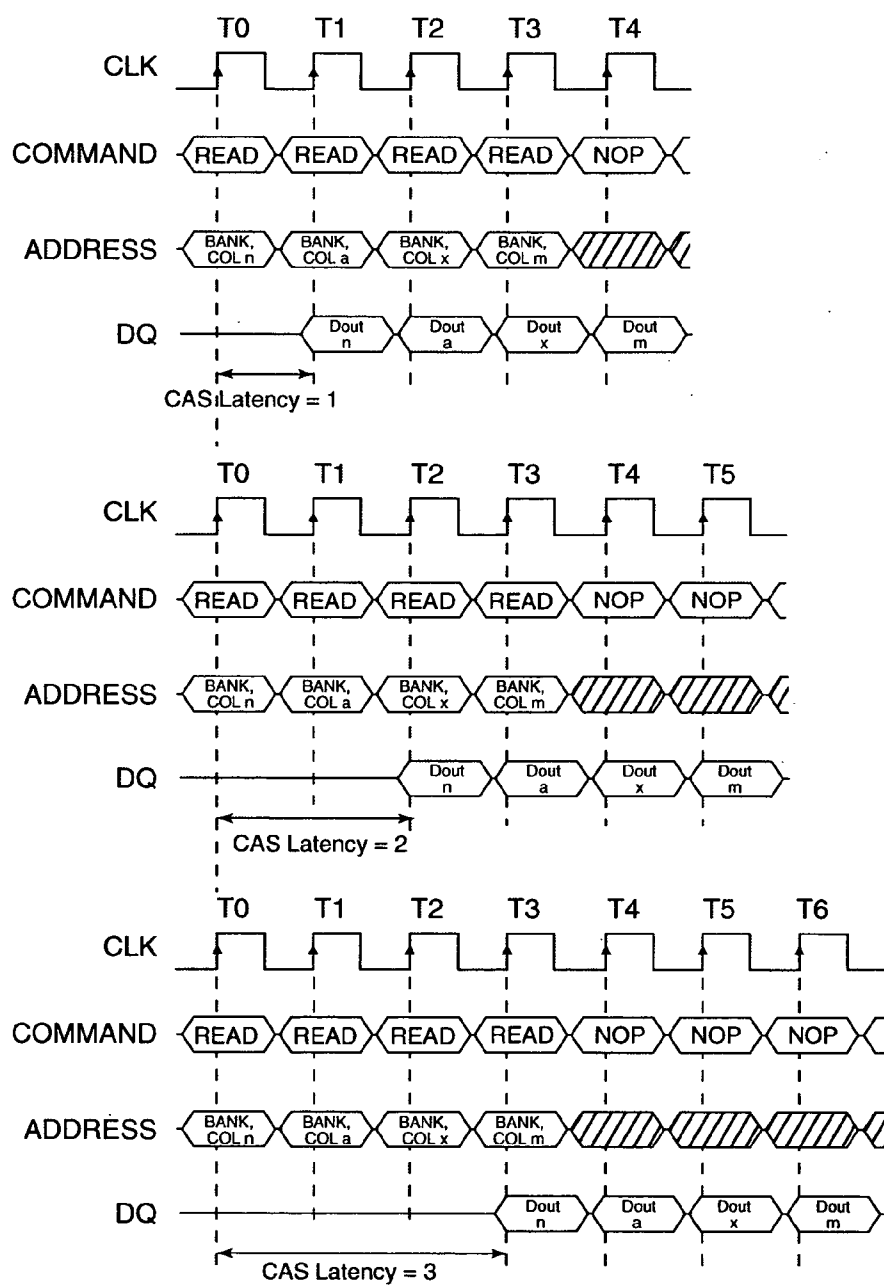 T0 T1 T2 T3 T4
CLK
COMMAND READ READ READ READ NOP
ADDRESS BANK, COL n BANK, COL a BANK, COL x BANK, COL m
DQ Dout n Dout a Dout x Dout m
CAS Latency = 1
T0 T1 T2 T3 T4 T5
CLK
COMMAND READ READ READ READ NOP NOP
ADDRESS BANK, COL n BANK, COL a BANK, COL x BANK, COL m
DQ Dout n Dout a Dout x Dout m
CAS Latency = 2
T0 T1 T2 T3 T4 T5 T6
CLK
COMMAND READ READ READ READ NOP NOP NOP
ADDRESS BANK, COL n BANK, COL a BANK, COL x BANK, COL m
DQ Dout n Dout a Dout x Dout m
CAS Latency = 3